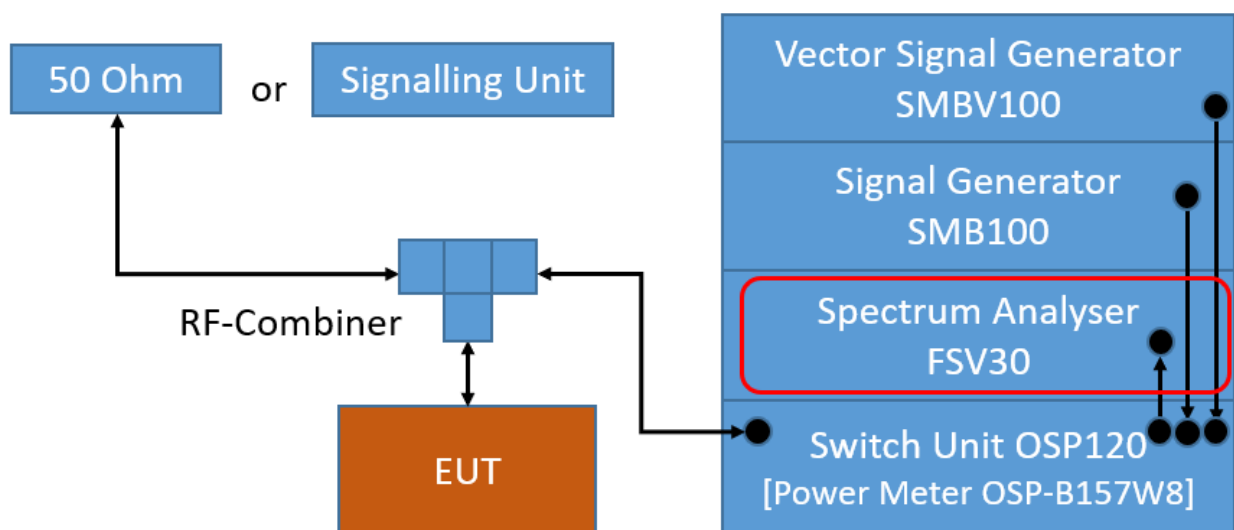 50 Ohm
or
Signalling Unit
RF-Combiner
EUT
Vector Signal Generator
SMBV100
Signal Generator
SMB100
Spectrum Analyser
FSV30
Switch Unit OSP120
[Power Meter OSP-B157W8]